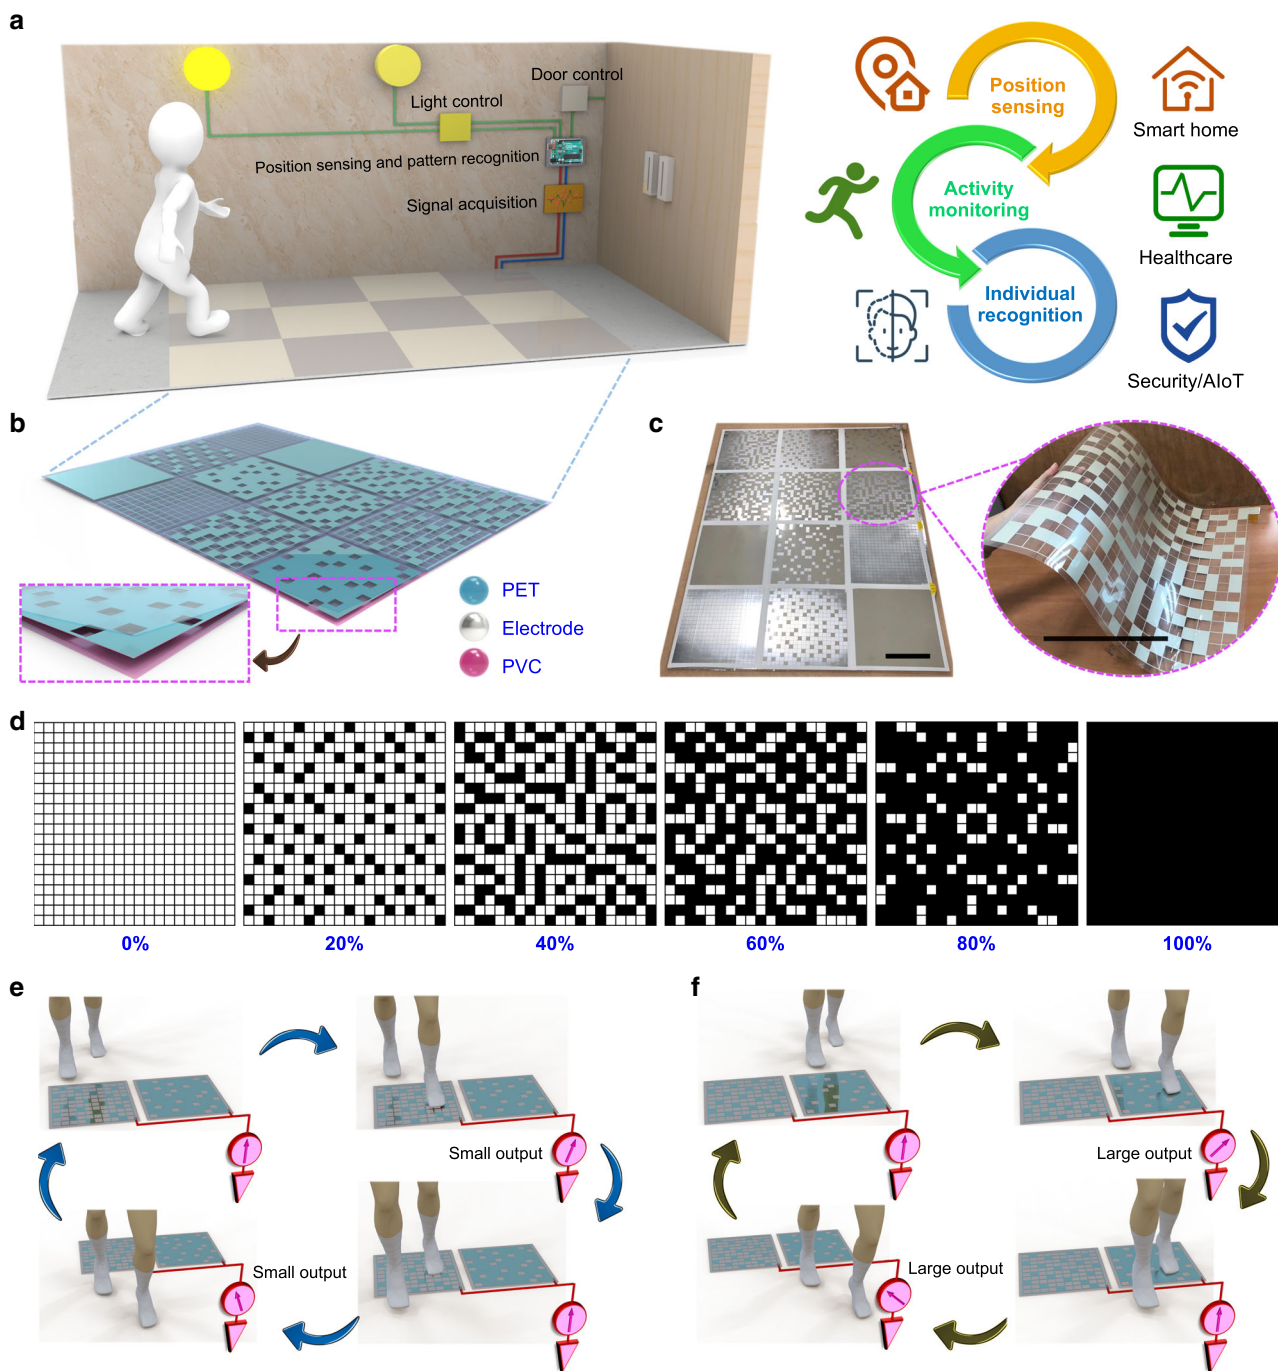 a
Door control
Light control
Position sensing and pattern recognition
Signal acquisition
Position
sensing
Smart home
Activity
monitoring
Healthcare
Individual
recognition
Security/AIoT
b
PET
Electrode
PVC
c
d
0%
20%
40%
60%
80%
100%
e
Small output
Small output
f
Large output
Large output